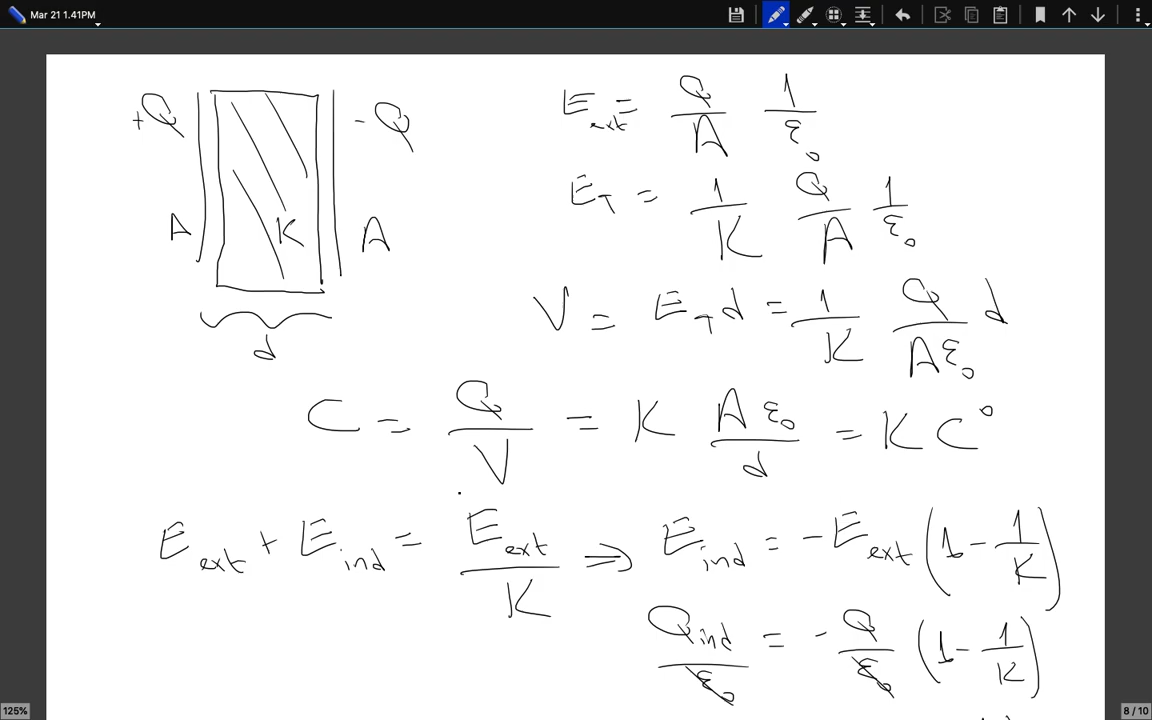 Mar 21 1.41PM
+Q -Q
A K A
d
E_ext = Q/A 1/ε₀
E_T = 1/K Q/A 1/ε₀
V = E_T d = 1/K Q/(Aε₀) d
C = Q/V = K Aε₀/d = K C⁰
E_ext + E_ind = E_ext/K ⇒ E_ind = -E_ext (1 - 1/K)
Q_ind/ε₀ = -Q/ε₀ (1 - 1/K)
125%
8 / 10